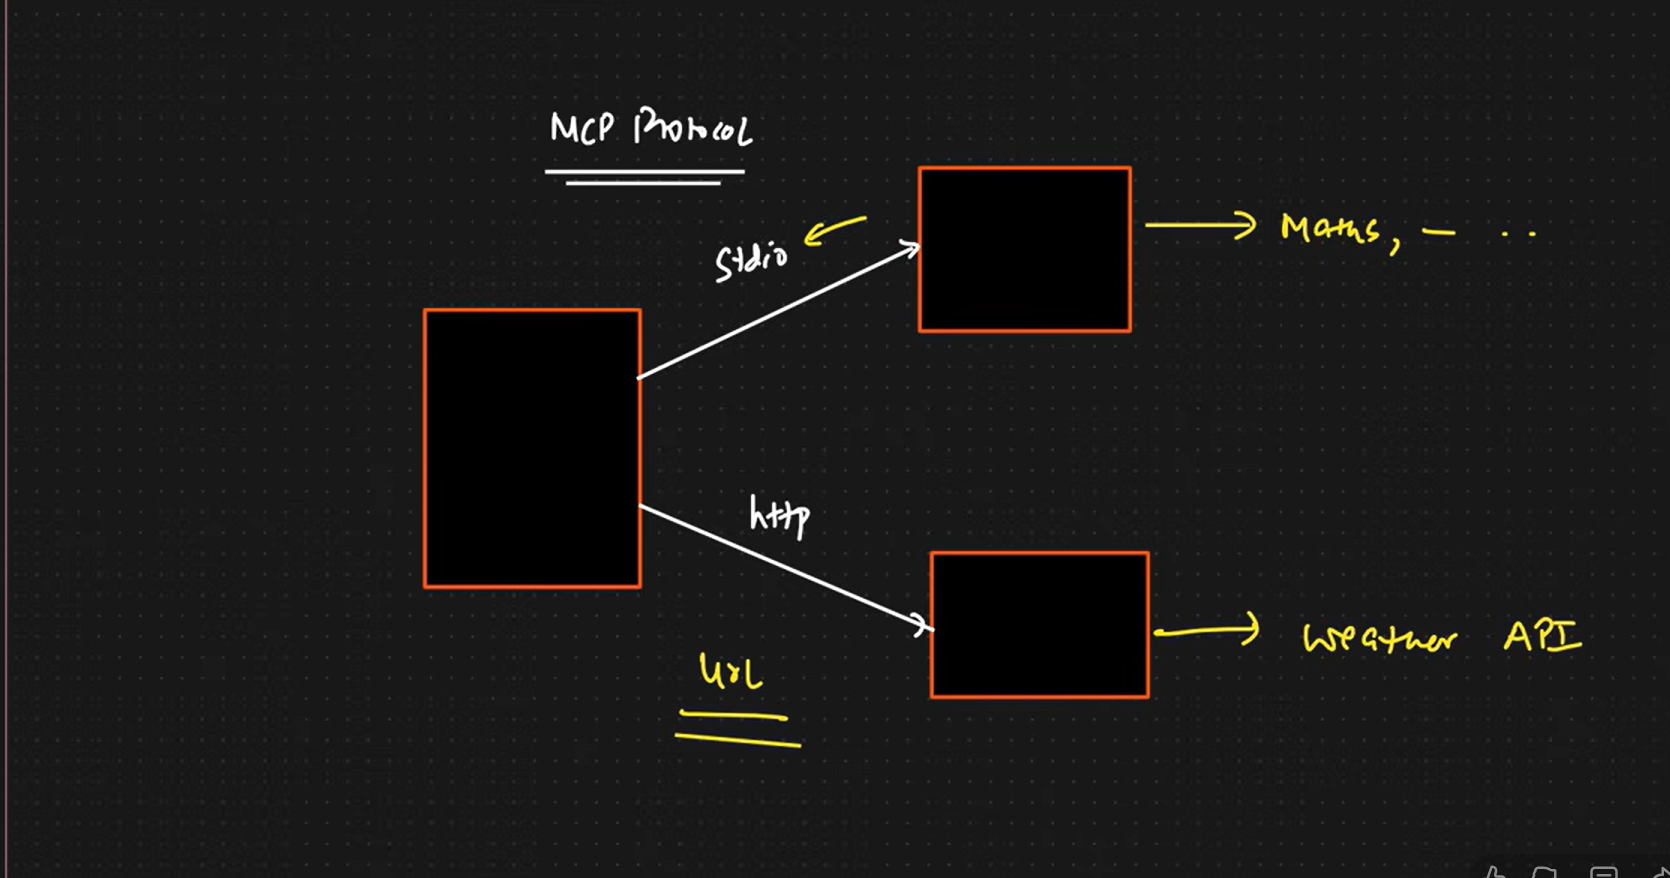 MCP Protocol
Stdio
Maths, — ..
http
Url
Weather API